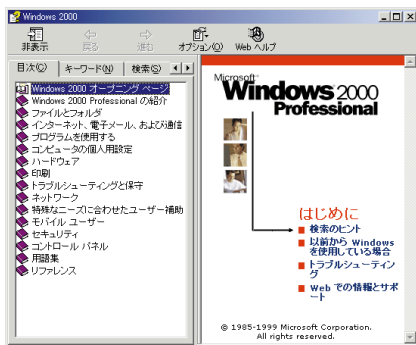 Windows 2000
非表示
戻る
進む
オプション(O)
Web ヘルプ
目次(C)
キーワード(N)
検索(S)
Windows 2000 オープニング ページ
Windows 2000 Professional の紹介
ファイルとフォルダ
インターネット、電子メール、および通信
プログラムを使用する
コンピュータの個人用設定
ハードウェア
印刷
トラブルシューティングと保守
ネットワーク
特殊なニーズに合わせたユーザー補助
モバイル ユーザー
セキュリティ
コントロール パネル
用語集
リファレンス
Microsoft
Windows 2000
Professional
はじめに
検索のヒント
以前から Windows
を使用している場合
トラブルシューティン
グ
Web での情報とサポ
ート
© 1985-1999 Microsoft Corporation.
All rights reserved.